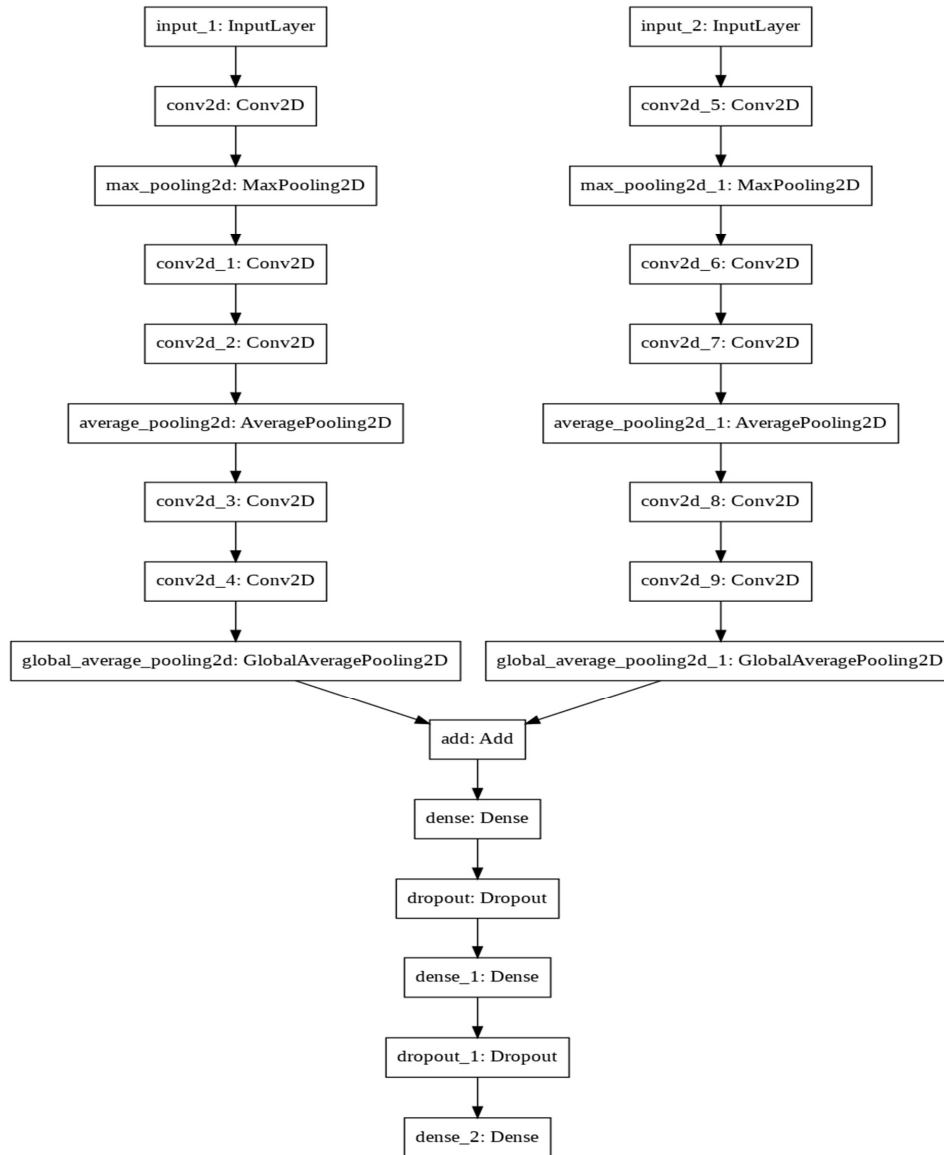 input_1: InputLayer
input_2: InputLayer
conv2d: Conv2D
conv2d_5: Conv2D
max_pooling2d: MaxPooling2D
max_pooling2d_1: MaxPooling2D
conv2d_1: Conv2D
conv2d_6: Conv2D
conv2d_2: Conv2D
conv2d_7: Conv2D
average_pooling2d: AveragePooling2D
average_pooling2d_1: AveragePooling2D
conv2d_3: Conv2D
conv2d_8: Conv2D
conv2d_4: Conv2D
conv2d_9: Conv2D
global_average_pooling2d: GlobalAveragePooling2D
global_average_pooling2d_1: GlobalAveragePooling2D
add: Add
dense: Dense
dropout: Dropout
dense_1: Dense
dropout_1: Dropout
dense_2: Dense